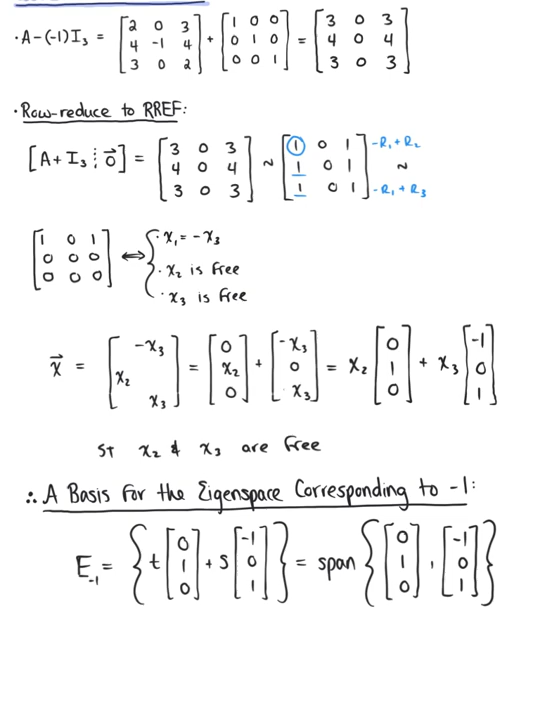 · A-(-1)I₃ = [2 0 3; 4 -1 4; 3 0 2] + [1 0 0; 0 1 0; 0 0 1] = [3 0 3; 4 0 4; 3 0 3]
· Row-reduce to RREF:
[A+I₃ ⋮ 0⃗] = [3 0 3; 4 0 4; 3 0 3] ~ [1 0 1; 1 0 1; 1 0 1] -R₁+R₂ ~ -R₁+R₃
[1 0 1; 0 0 0; 0 0 0] ⟷ { · x₁ = -x₃
· x₂ is free
· x₃ is free
x⃗ = [-x₃; x₂; x₃] = [0; x₂; 0] + [-x₃; 0; x₃] = x₂ [0; 1; 0] + x₃ [-1; 0; 1]
st x₂ & x₃ are free
∴ A Basis for the Eigenspace Corresponding to -1:
E₋₁ = { t [0; 1; 0] + s [-1; 0; 1] } = span { [0; 1; 0] , [-1; 0; 1] }